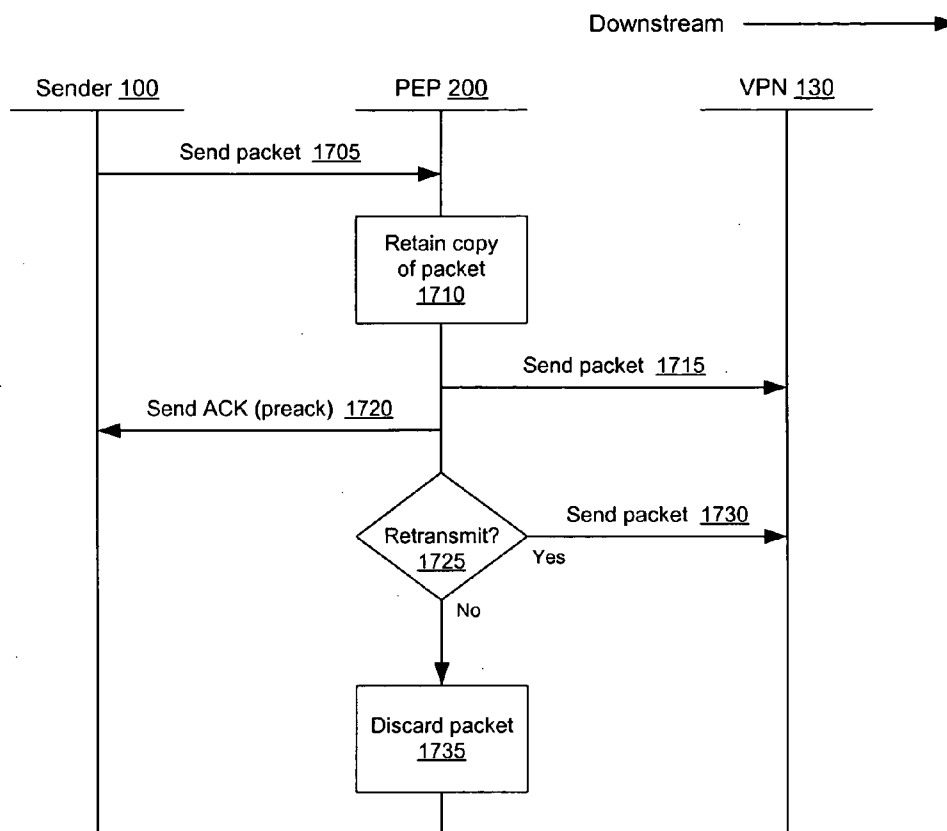 Downstream
Sender 100
PEP 200
VPN 130
Send packet 1705
Retain copy
of packet
1710
Send packet 1715
Send ACK (preack) 1720
Send packet 1730
Retransmit?
1725
Yes
No
Discard packet
1735